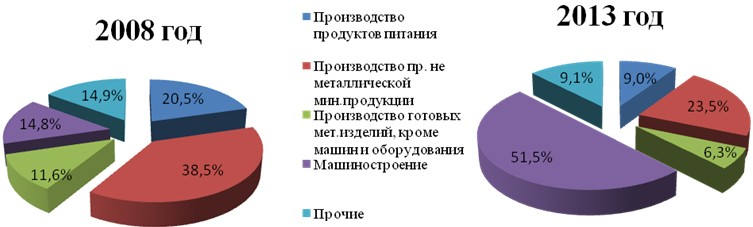 2008 год
20,5%
38,5%
11,6%
14,8%
14,9%
Производство
продуктов питания
Производство пр. не
металлической
мин.продукции
Производство готовых
мет.изделий, кроме
машин и оборудования
Машиностроение
Прочие
2013 год
9,0%
23,5%
6,3%
51,5%
9,1%